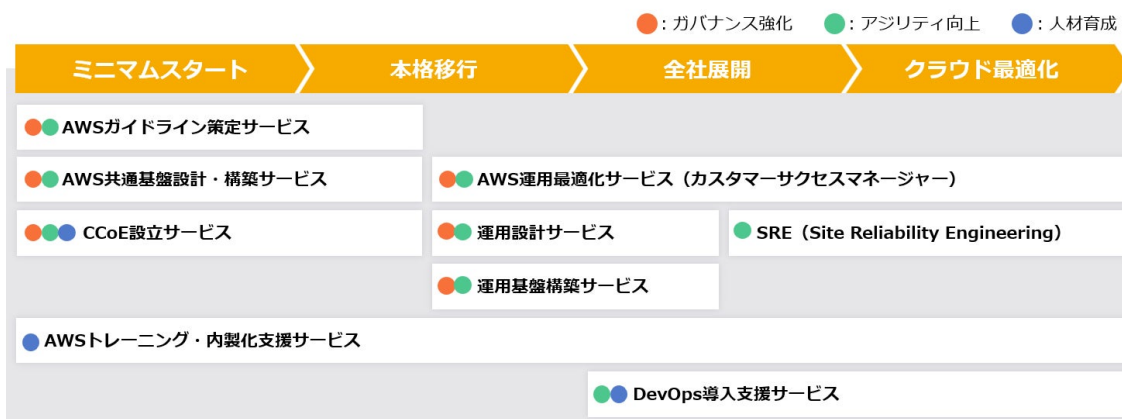 ：ガバナンス強化 ：アジリティ向上 ：人材育成
ミニマムスタート 本格移行 全社展開 クラウド最適化
AWSガイドライン策定サービス
AWS共通基盤設計・構築サービス AWS運用最適化サービス（カスタマーサクセスマネージャー）
CCoE設立サービス 運用設計サービス SRE（Site Reliability Engineering）
運用基盤構築サービス
AWSトレーニング・内製化支援サービス
DevOps導入支援サービス